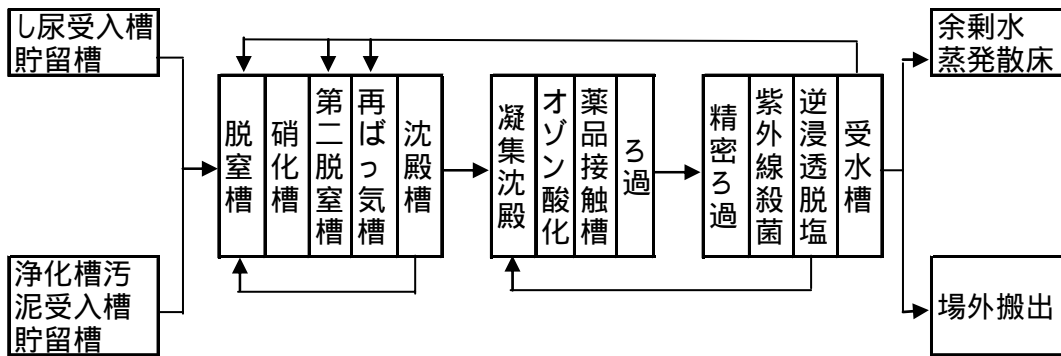 し尿受入槽
貯留槽
浄化槽汚
泥受入槽
貯留槽
脱窒槽
硝化槽
第二脱窒槽
再ばっ気槽
沈殿槽
凝集沈殿
オゾン酸化
薬品接触槽
ろ過
精密ろ過
紫外線殺菌
逆浸透脱塩
受水槽
余剰水
蒸発散床
場外搬出